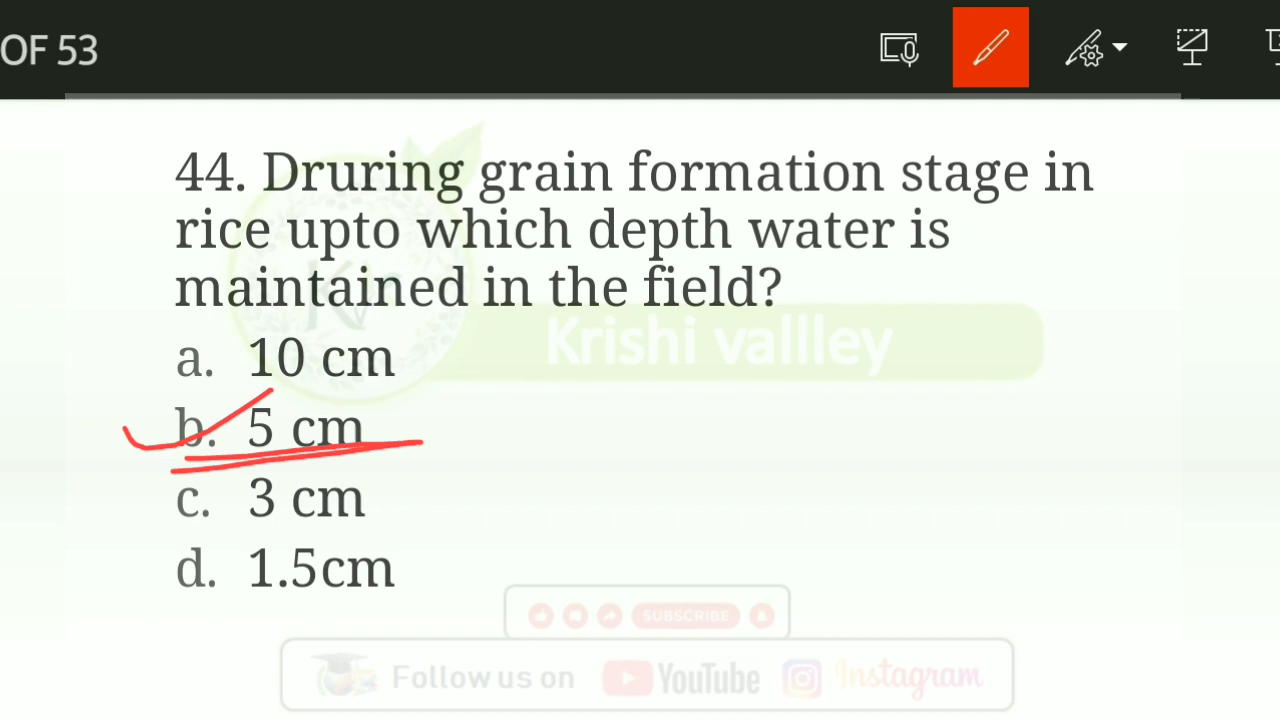 OF 53
44. Druring grain formation stage in
rice upto which depth water is
maintained in the field?
Krishi vallley
a. 10 cm
b. 5 cm
c. 3 cm
d. 1.5cm
SUBSCRIBE
Follow us on YouTube Instagram